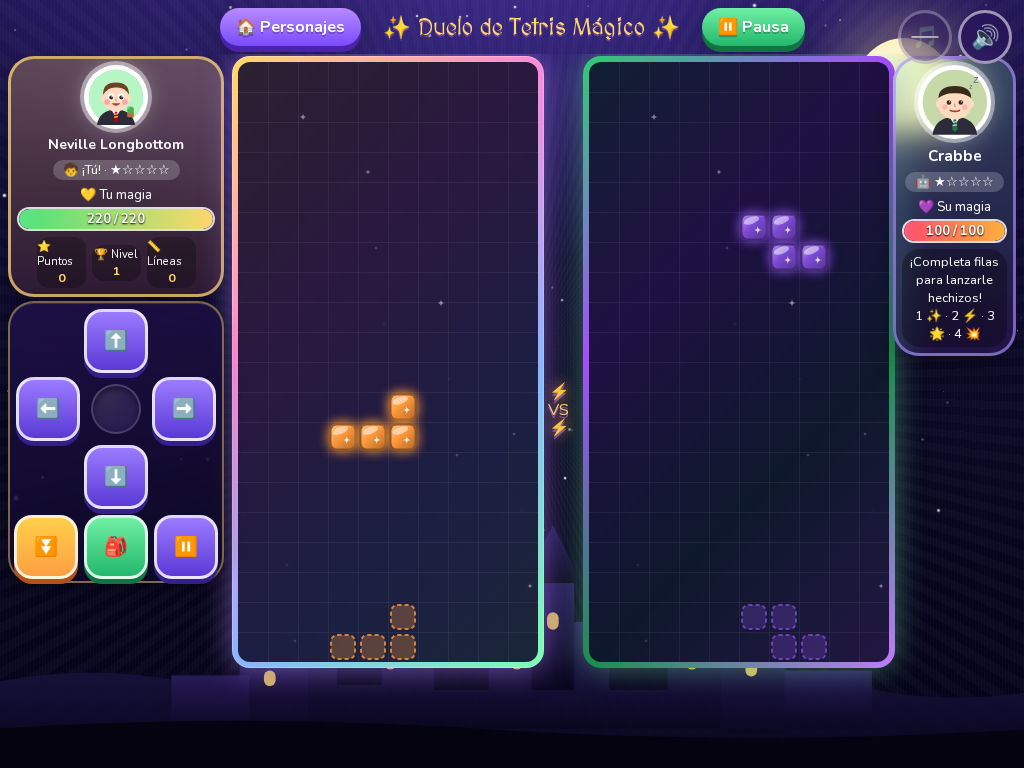 🏠 Personajes
✨ Duelo de Tetris Mágico ✨
⏸️ Pausa
Neville Longbottom
🧒 ¡Tú! · ★☆☆☆☆
💛 Tu magia
220 / 220
⭐ Puntos
0
🏆 Nivel
1
📏 Líneas
0
⚡
VS
⚡
z
z
Crabbe
🤖 ★☆☆☆☆
💜 Su magia
100 / 100
¡Completa filas
para lanzarle
hechizos!
1 ✨ · 2 ⚡ · 3
🌟 · 4 💥